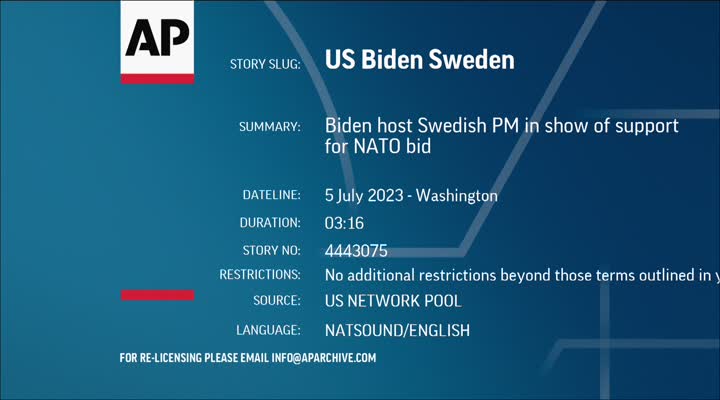 AP
STORY SLUG: US Biden Sweden
SUMMARY: Biden host Swedish PM in show of support
for NATO bid
DATELINE: 5 July 2023 - Washington
DURATION: 03:16
STORY NO: 4443075
RESTRICTIONS: No additional restrictions beyond those terms outlined in y
SOURCE: US NETWORK POOL
LANGUAGE: NATSOUND/ENGLISH
FOR RE-LICENSING PLEASE EMAIL INFO@APARCHIVE.COM